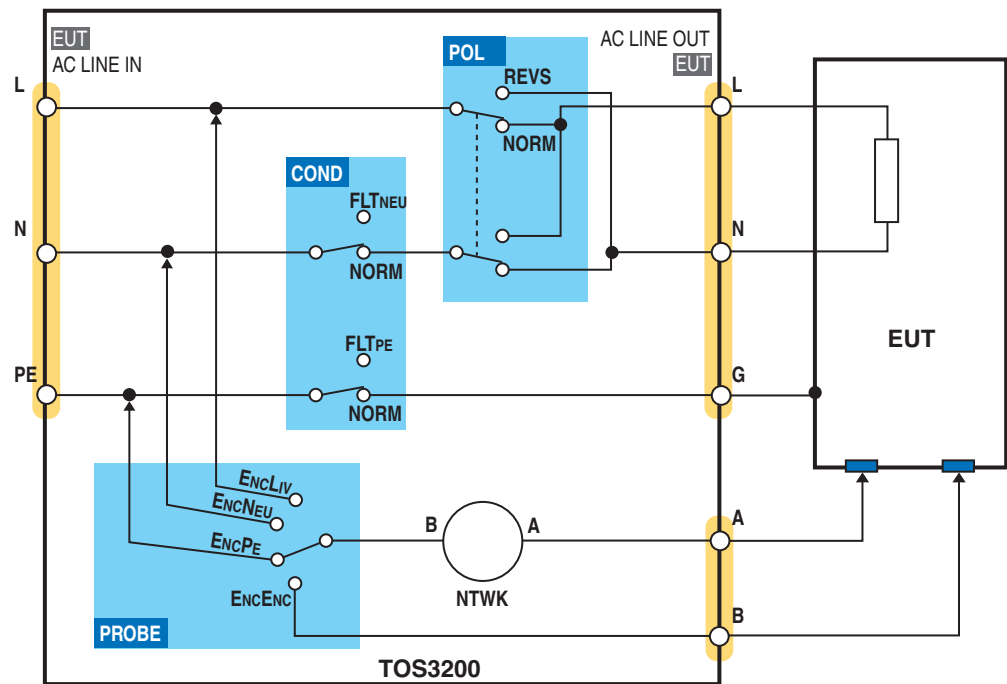 EUT
AC LINE IN
AC LINE OUT
EUT
POL
REVS
L
L
NORM
COND
FLTNEU
N
N
NORM
EUT
FLTPE
PE
G
NORM
ENCLIV
ENCNEU
ENCPE
B
A
A
ENCENC
NTWK
B
PROBE
TOS3200